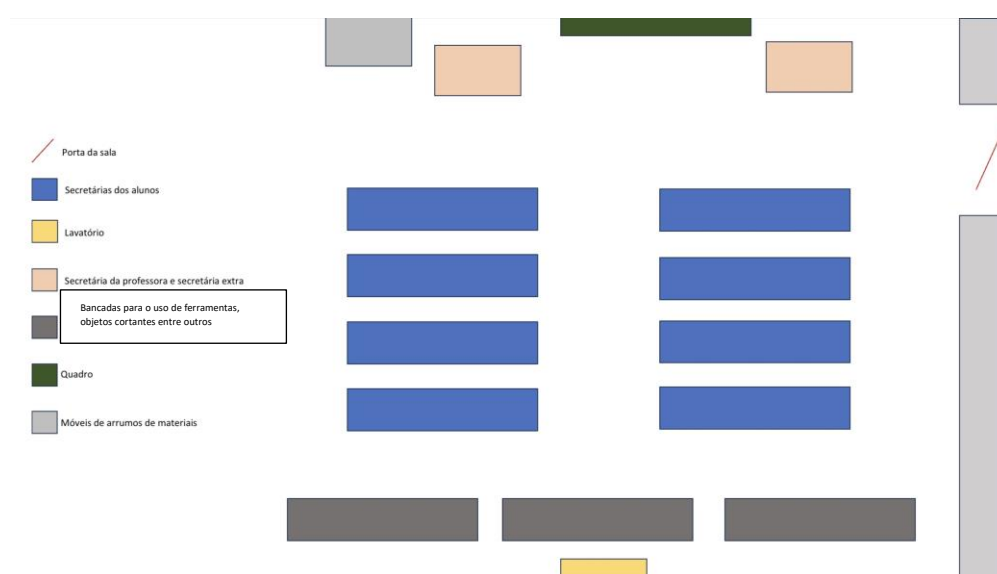 Porta da sala
Secretárias dos alunos
Lavatório
Secretária da professora e secretária extra
Bancadas para o uso de ferramentas,
objetos cortantes entre outros
Quadro
Móveis de arrumos de materiais